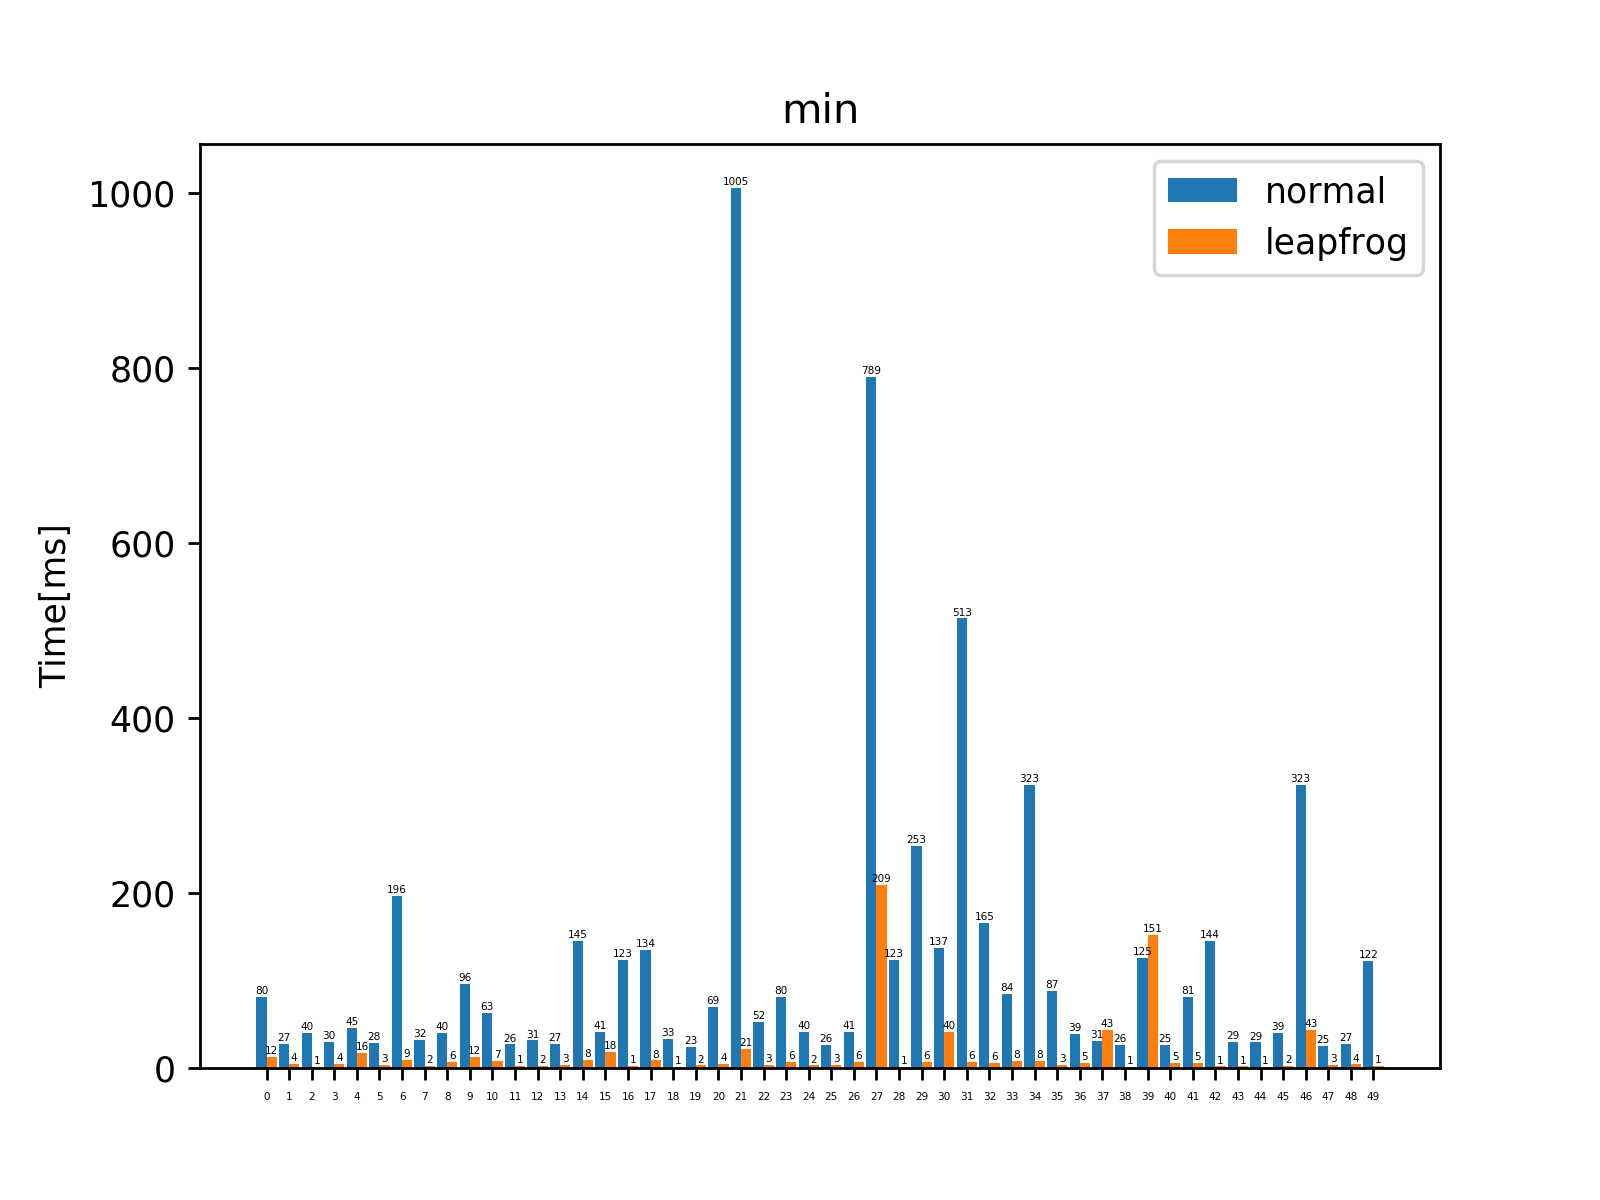 min
Time[ms]
1000
800
600
400
200
0
normal
leapfrog
80 27 40 30 45 28 196 32 40 96 63 26 31 27 145 41 123 134 33 23 69 1005 52 80 40 26 41 789 123 253 137 513 165 84 323 87 39 31 26 125 25 81 144 29 29 39 323 25 27 122
12 4 1 4 16 3 9 2 6 12 7 1 2 3 8 18 1 8 1 2 4 21 3 6 2 3 6 209 1 6 40 6 6 8 8 3 5 43 1 151 5 5 1 1 1 2 43 3 4 1
0 1 2 3 4 5 6 7 8 9 10 11 12 13 14 15 16 17 18 19 20 21 22 23 24 25 26 27 28 29 30 31 32 33 34 35 36 37 38 39 40 41 42 43 44 45 46 47 48 49